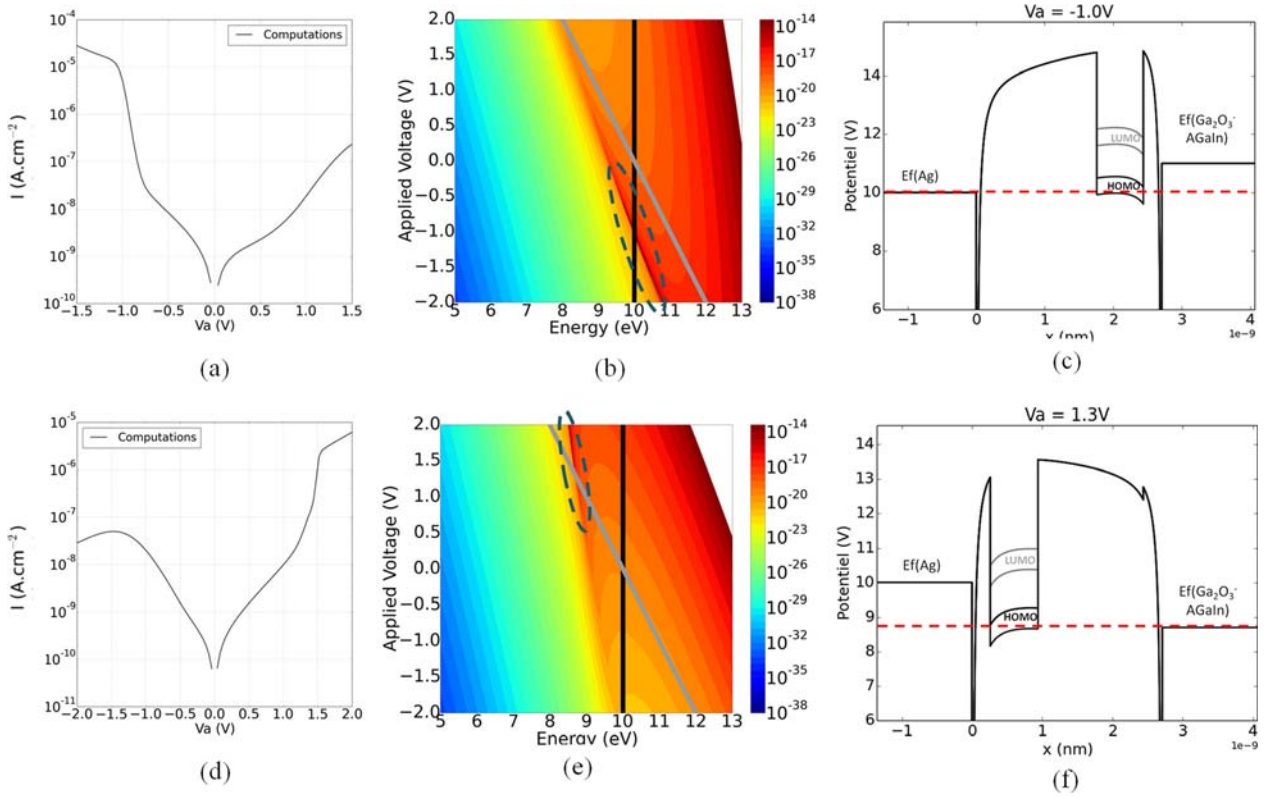 Computations
10⁻⁴
10⁻⁵
10⁻⁶
10⁻⁷
10⁻⁸
10⁻⁹
10⁻¹⁰
I (A.cm⁻²)
−1.5 −1.0 −0.5 0.0 0.5 1.0 1.5
Va (V)
(a)
2.0
1.5
1.0
0.5
0.0
−0.5
−1.0
−1.5
−2.0
Applied Voltage (V)
5 6 7 8 9 10 11 12 13
Energy (eV)
10⁻¹⁴
10⁻¹⁷
10⁻²⁰
10⁻²³
10⁻²⁶
10⁻²⁹
10⁻³²
10⁻³⁵
10⁻³⁸
(b)
Va = -1.0V
14
12
10
8
6
Potentiel (V)
Ef(Ag)
LUMO
HOMO
Ef(Ga₂O₃-
AGaIn)
−1 0 1 2 3 4
1e−9
x (nm)
(c)
Computations
10⁻⁵
10⁻⁶
10⁻⁷
10⁻⁸
10⁻⁹
10⁻¹⁰
10⁻¹¹
I (A.cm⁻²)
−2.0 −1.5 −1.0 −0.5 0.0 0.5 1.0 1.5 2.0
Va (V)
(d)
2.0
1.5
1.0
0.5
0.0
−0.5
−1.0
−1.5
−2.0
Applied Voltage (V)
5 6 7 8 9 10 11 12 13
Energy (eV)
10⁻¹⁴
10⁻¹⁷
10⁻²⁰
10⁻²³
10⁻²⁶
10⁻²⁹
10⁻³²
10⁻³⁵
10⁻³⁸
(e)
Va = 1.3V
14
13
12
11
10
9
8
7
6
Potentiel (V)
Ef(Ag)
LUMO
HOMO
Ef(Ga₂O₃-
AGaIn)
−1 0 1 2 3 4
1e−9
x (nm)
(f)